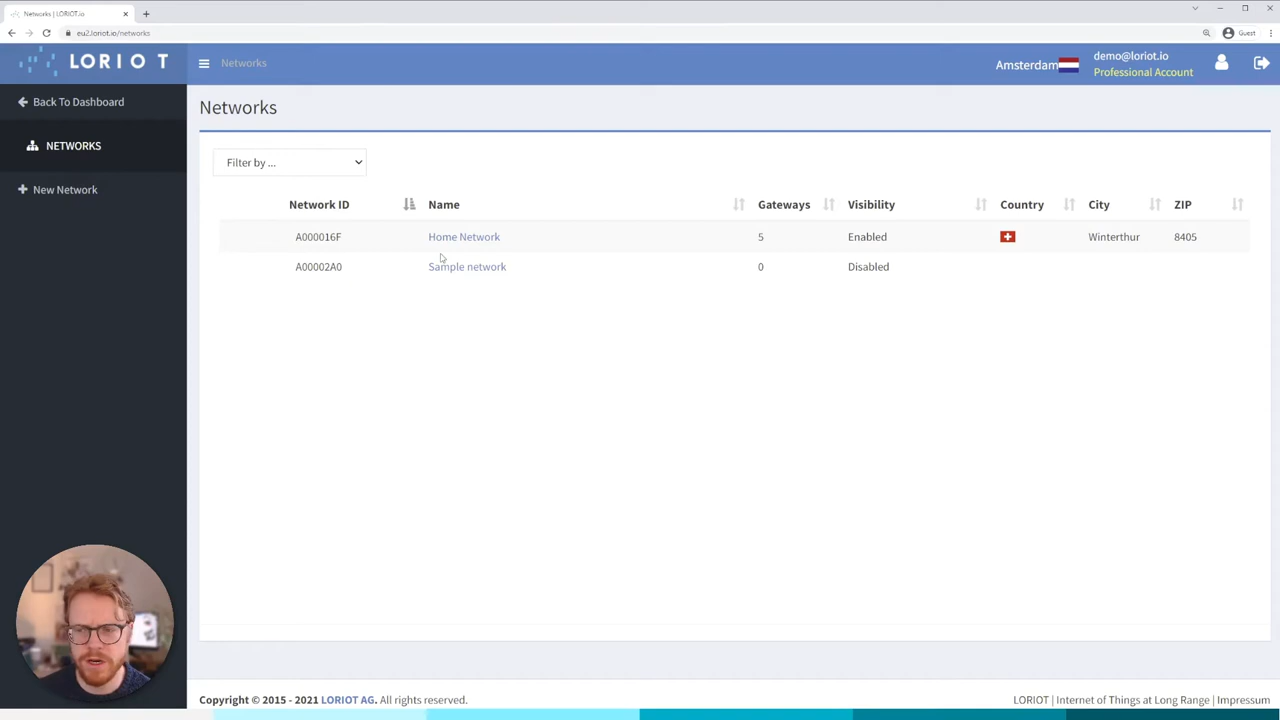 Networks | LORIOT.io
eu2.loriot.io/networks
Guest
LORIOT
Networks
Amsterdam
demo@loriot.io
Professional Account
Back To Dashboard
NETWORKS
New Network
Networks
Filter by ...
Network ID Name Gateways Visibility Country City ZIP
A000016F Home Network 5 Enabled Winterthur 8405
A00002A0 Sample network 0 Disabled
Copyright © 2015 - 2021 LORIOT AG. All rights reserved.
LORIOT | Internet of Things at Long Range | Impressum